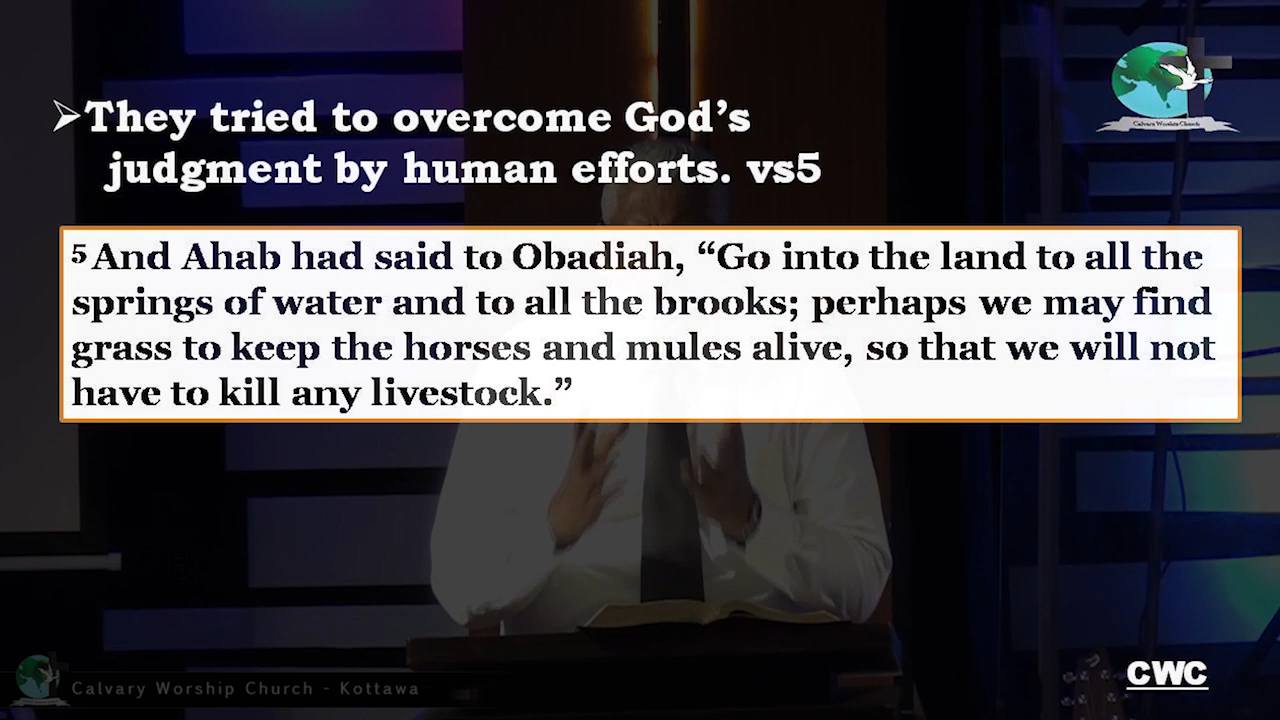 ➢They tried to overcome God’s
judgment by human efforts. vs5
Calvary Worship Church
⁵ And Ahab had said to Obadiah, “Go into the land to all the
springs of water and to all the brooks; perhaps we may find
grass to keep the horses and mules alive, so that we will not
have to kill any livestock.”
CWC
Calvary Worship Church - Kottawa